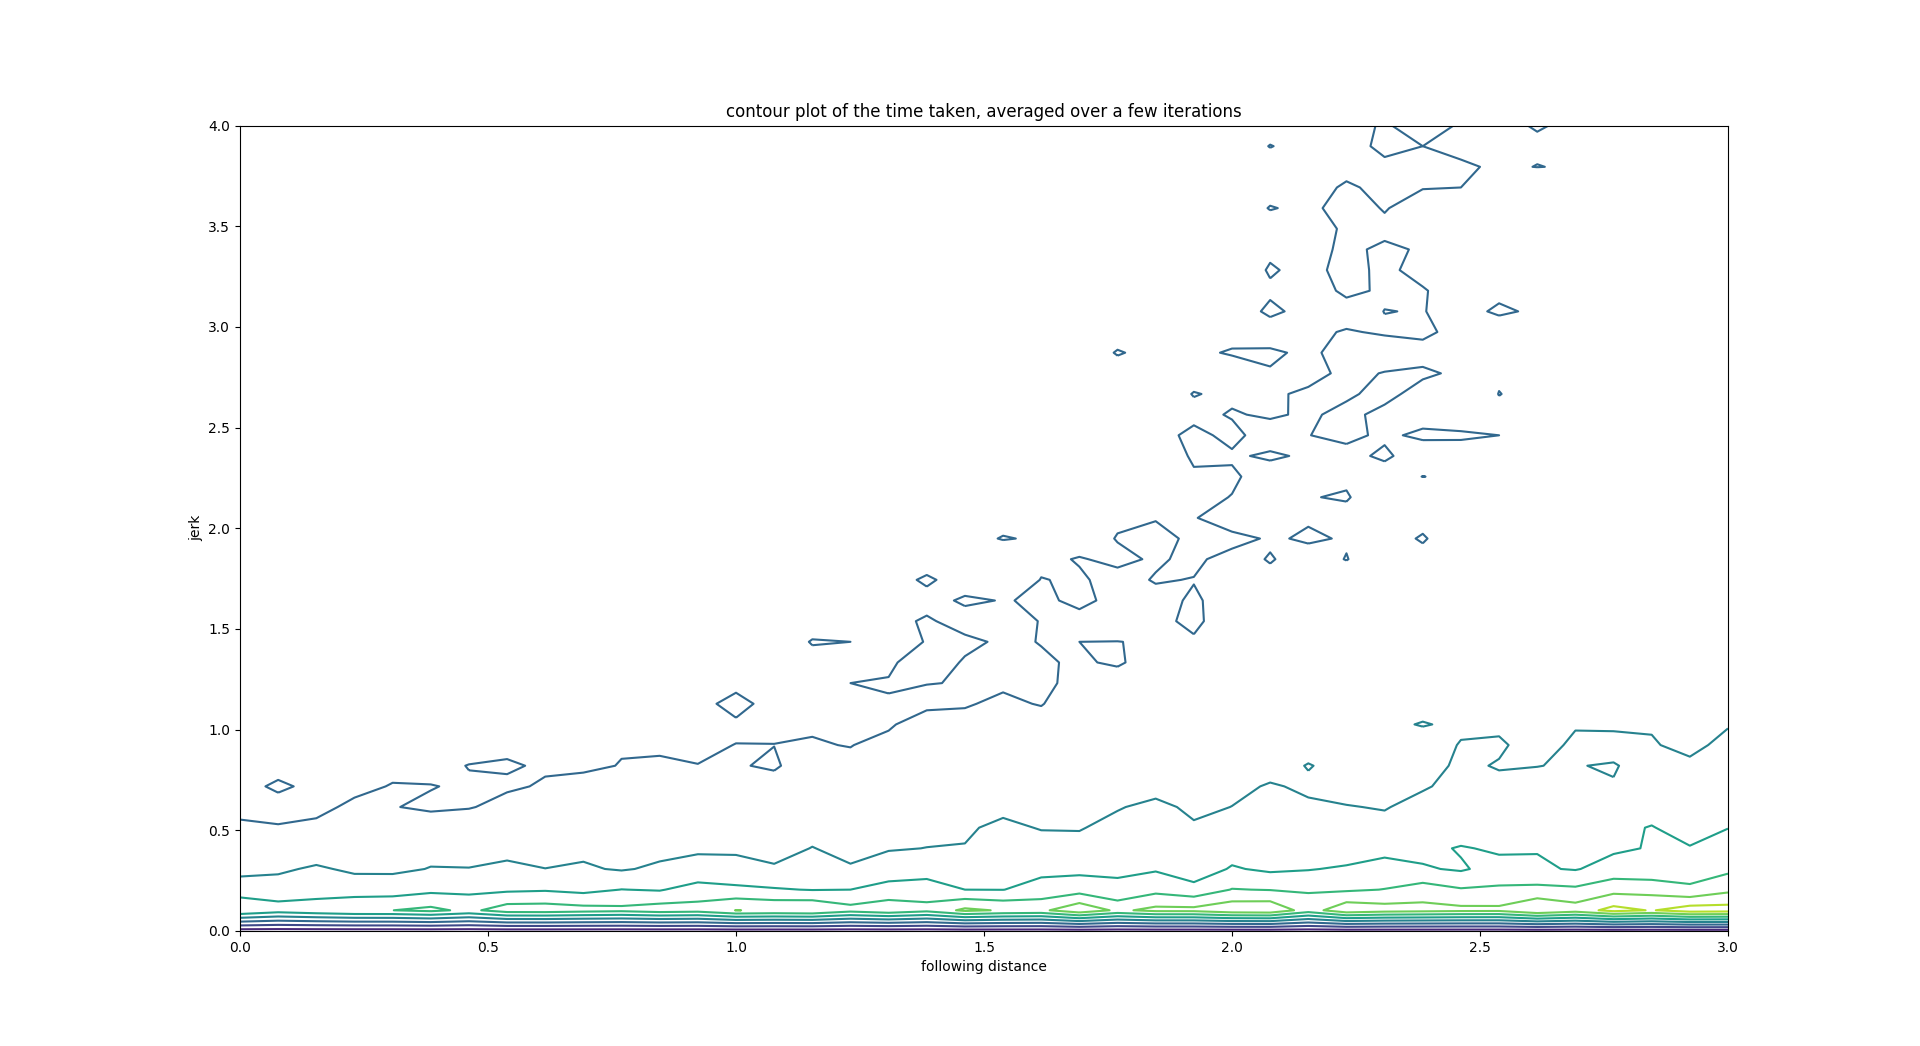 contour plot of the time taken, averaged over a few iterations
4.0
3.5
3.0
2.5
2.0
1.5
1.0
0.5
0.0
jerk
0.0 0.5 1.0 1.5 2.0 2.5 3.0
following distance